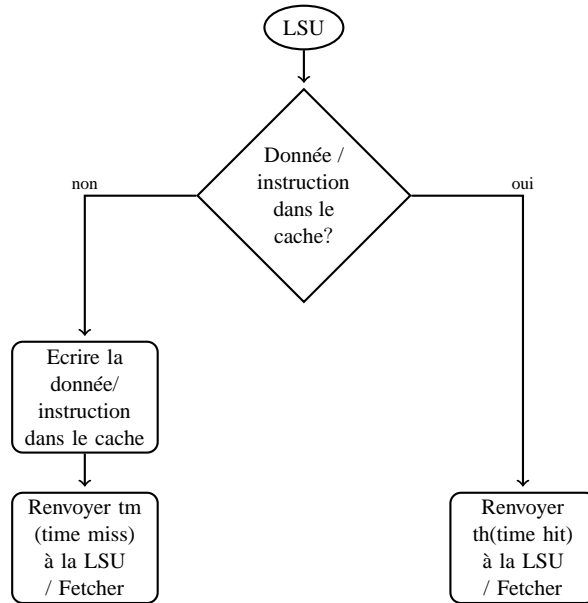 LSU
Donnée /
instruction
dans le
cache?
non
oui
Ecrire la
donnée/
instruction
dans le cache
Renvoyer tm
(time miss)
à la LSU
/ Fetcher
Renvoyer
th(time hit)
à la LSU
/ Fetcher